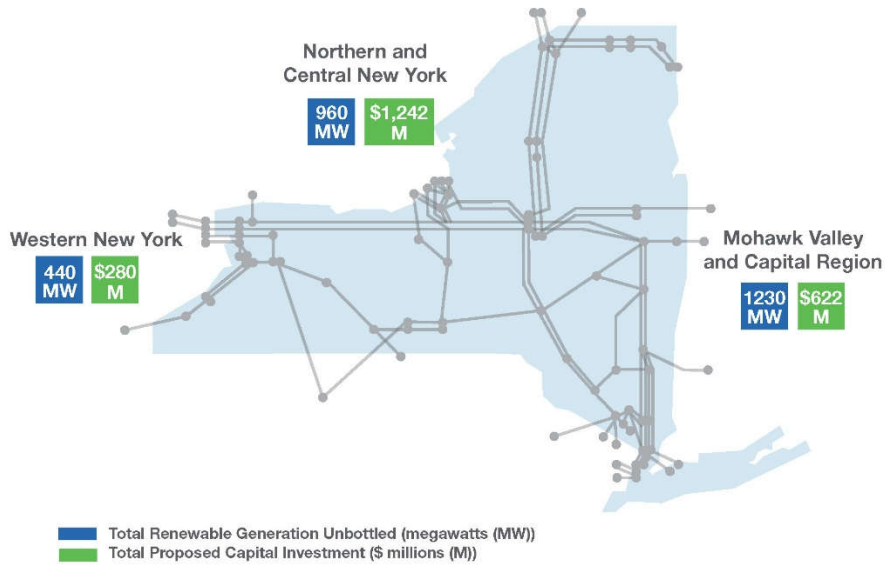 Northern and
Central New York
960
MW
$1,242
M
Western New York
440
MW
$280
M
Mohawk Valley
and Capital Region
1230
MW
$622
M
Total Renewable Generation Unbottled (megawatts (MW))
Total Proposed Capital Investment ($ millions (M))